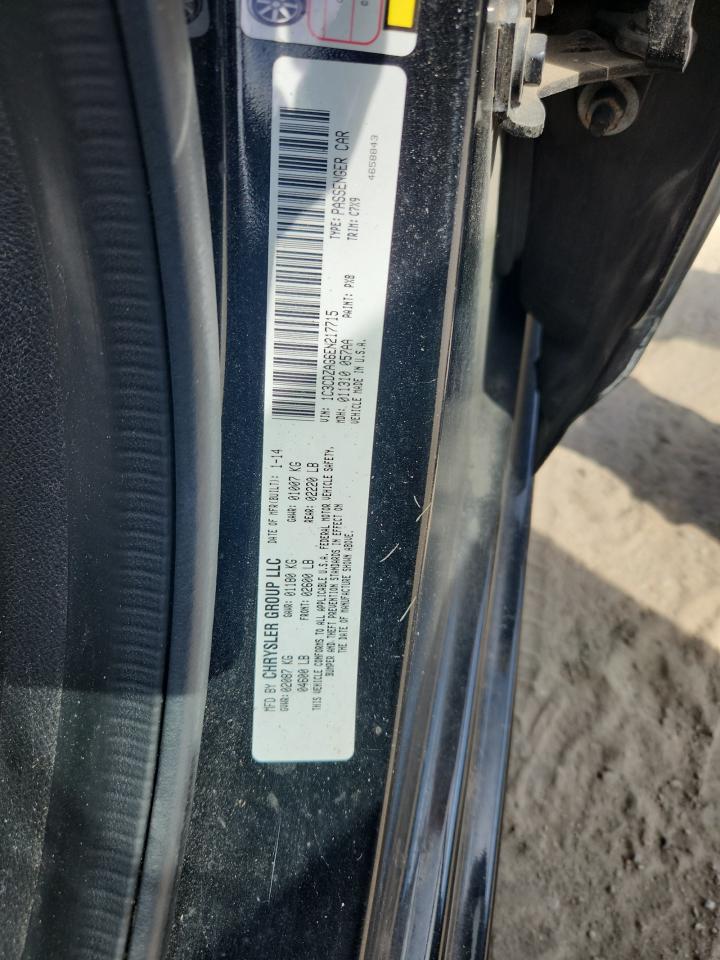 MFD BY CHRYSLER GROUP LLC DATE OF MFR(BUILT): 1-14
GVWR: 02087 KG GAWR: 01180 KG GAWR: 01007 KG
04600 LB FRONT: 02600 LB REAR: 02220 LB
THIS VEHICLE CONFORMS TO ALL APPLICABLE U.S.A. FEDERAL MOTOR VEHICLE SAFETY,
BUMPER AND THEFT PREVENTION STANDARDS IN EFFECT ON
THE DATE OF MANUFACTURE SHOWN ABOVE.
VIN: 1C3CDZAG6EN217715 TYPE: PASSENGER CAR
MDH: 011310 057AA PAINT: PX8 TRIM: C7X9
VEHICLE MADE IN U.S.A.
4658843